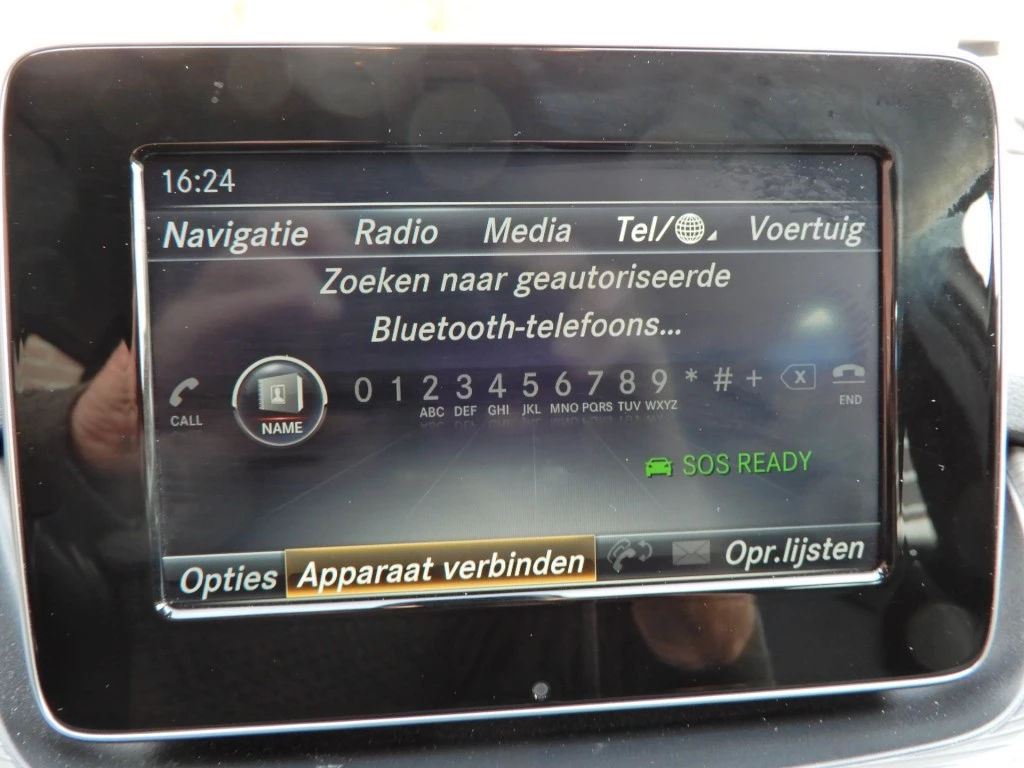 16:24
Navigatie Radio Media Tel/ Voertuig
Zoeken naar geautoriseerde
Bluetooth-telefoons...
0 1 2 3 4 5 6 7 8 9 * # + X
ABC DEF GHI JKL MNO PQRS TUV WXYZ
CALL NAME END
SOS READY
Opties Apparaat verbinden Opr.lijsten